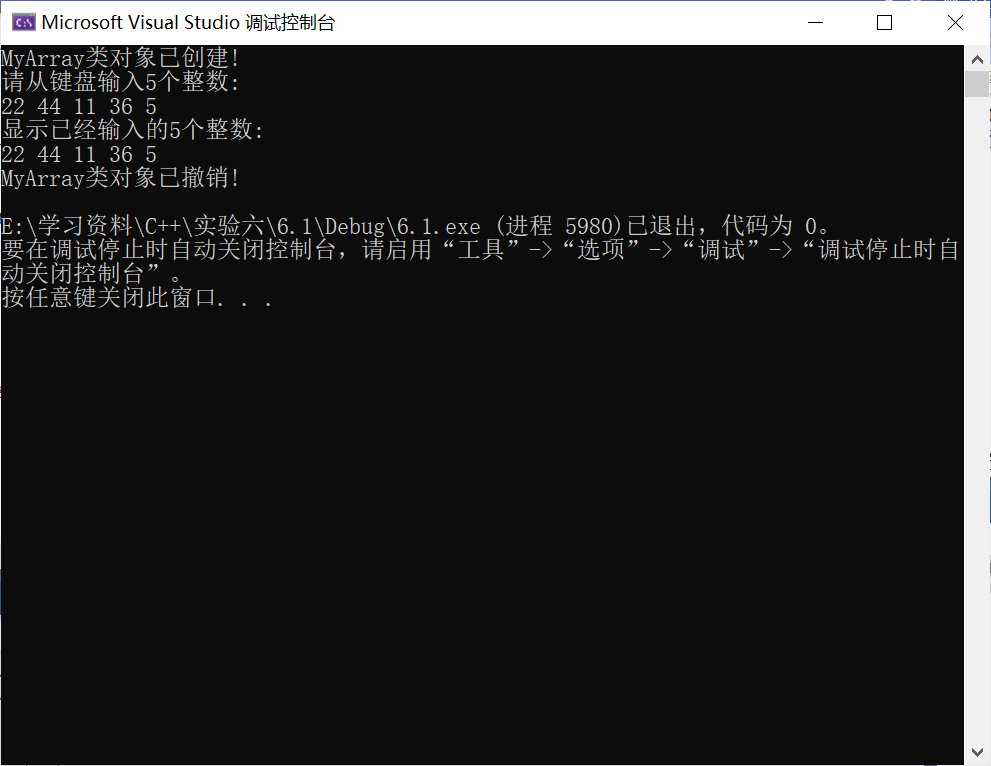 Microsoft Visual Studio 调试控制台
MyArray类对象已创建!
请从键盘输入5个整数:
22 44 11 36 5
显示已经输入的5个整数:
22 44 11 36 5
MyArray类对象已撤销!
E:\学习资料\C++\实验六\6.1\Debug\6.1.exe (进程 5980)已退出，代码为 0。
要在调试停止时自动关闭控制台，请启用“工具”->“选项”->“调试”->“调试停止时自
动关闭控制台”。
按任意键关闭此窗口. . .